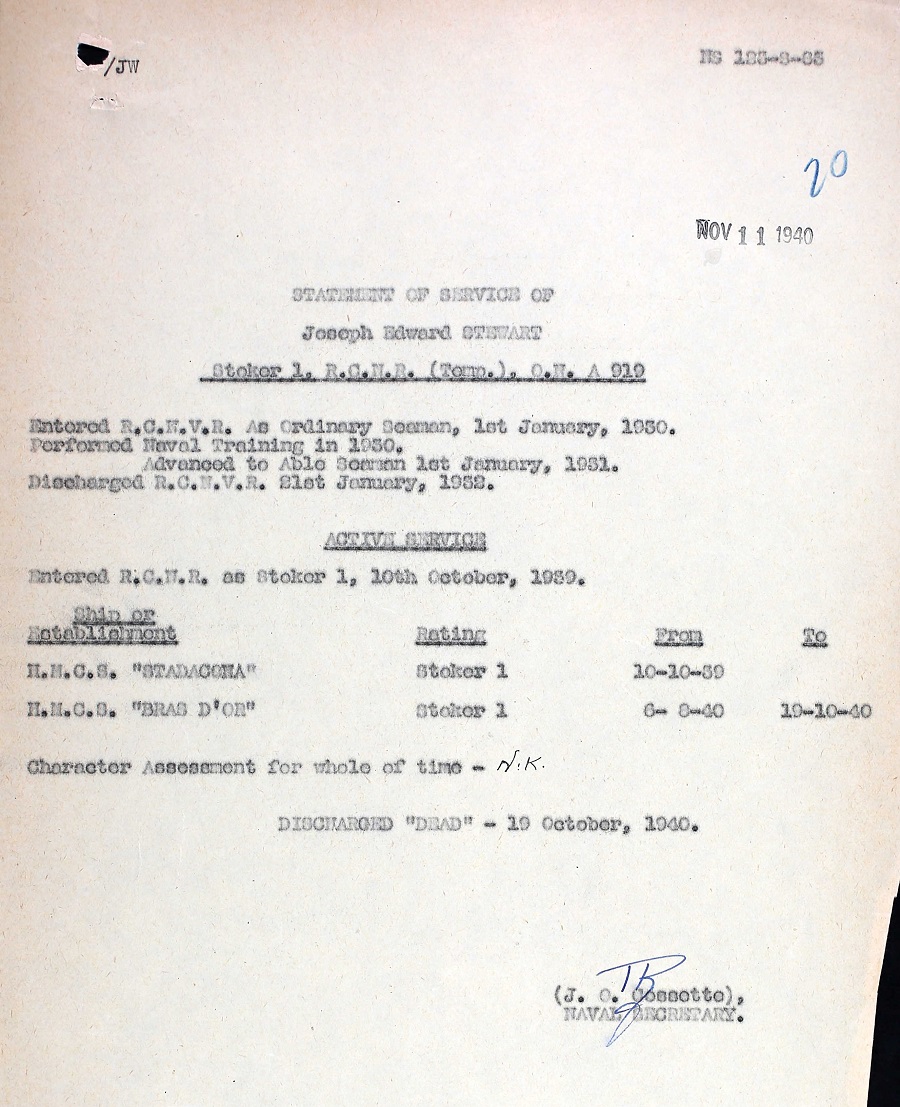 /JW
NS 123-S-83
20
NOV 11 1940
STATEMENT OF SERVICE OF
Joseph Edward STEWART
Stoker 1, R.C.N.R. (Temp.), O.N. A 919
Entered R.C.N.V.R. As Ordinary Seaman, 1st January, 1930.
Performed Naval Training in 1930.
Advanced to Able Seaman 1st January, 1931.
Discharged R.C.N.V.R. 21st January, 1932.
ACTIVE SERVICE
Entered R.C.N.R. as Stoker 1, 10th October, 1939.
Ship or
Establishment Rating From To
H.M.C.S. "STADACONA" Stoker 1 10-10-39
H.M.C.S. "BRAS D'OR" Stoker 1 6- 8-40 19-10-40
Character Assessment for whole of time - N.K.
DISCHARGED "DEAD" - 19 October, 1940.
(J. O. Cossette),
NAVAL SECRETARY.